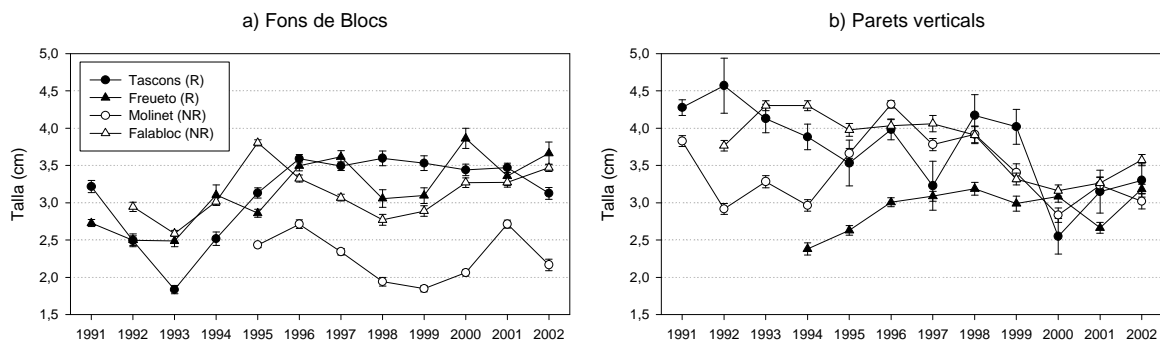 a) Fons de Blocs
Talla (cm)
5,0
4,5
4,0
3,5
3,0
2,5
2,0
1,5
Tascons (R)
Freueto (R)
Molinet (NR)
Falabloc (NR)
1991 1992 1993 1994 1995 1996 1997 1998 1999 2000 2001 2002
b) Parets verticals
Talla (cm)
5,0
4,5
4,0
3,5
3,0
2,5
2,0
1,5
1991 1992 1993 1994 1995 1996 1997 1998 1999 2000 2001 2002